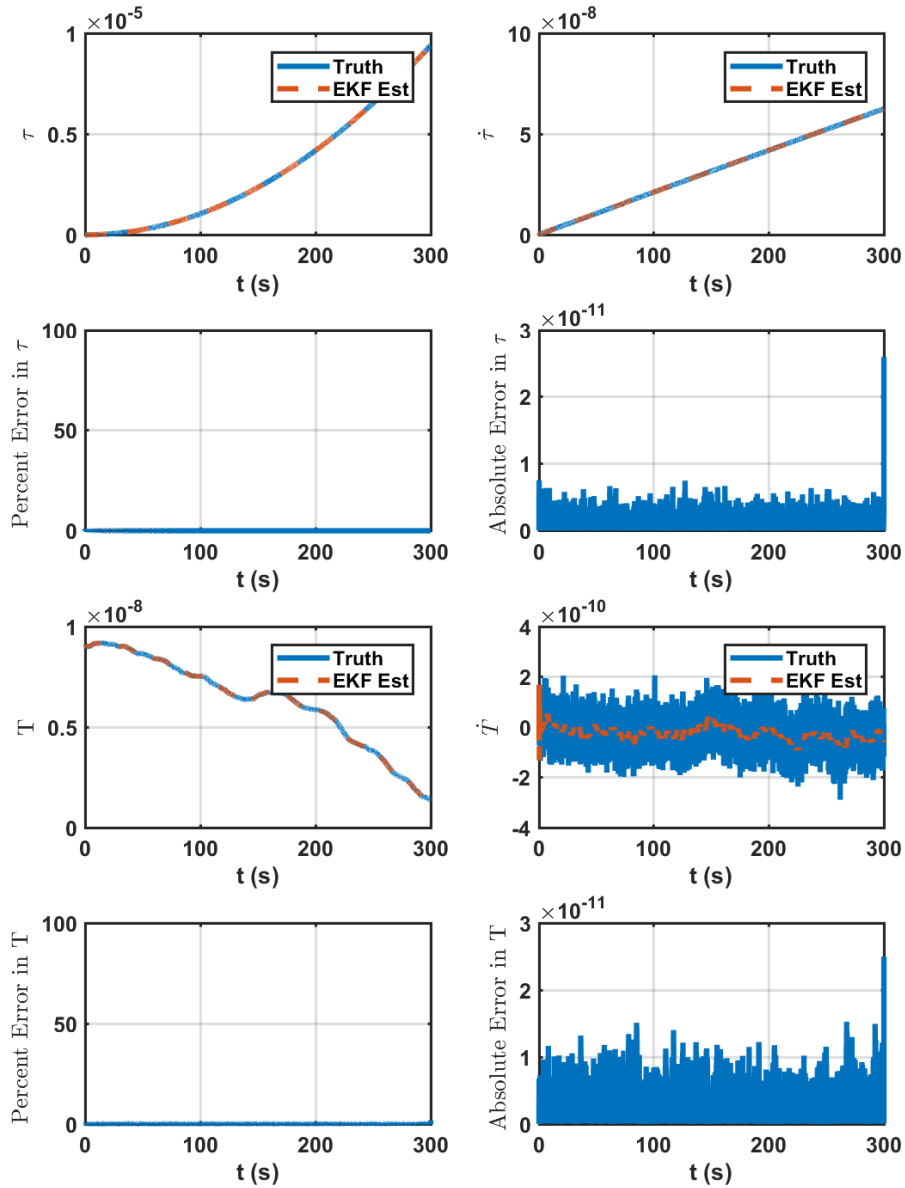 ×10^-5
1
0.5
0
τ
Truth
EKF Est
0 100 200 300
t (s)
×10^-8
10
5
0
τ̇
Truth
EKF Est
0 100 200 300
t (s)
100
50
0
Percent Error in τ
0 100 200 300
t (s)
×10^-11
3
2
1
0
Absolute Error in τ
0 100 200 300
t (s)
×10^-8
1
0.5
0
T
Truth
EKF Est
0 100 200 300
t (s)
×10^-10
4
2
0
-2
-4
Ṫ
Truth
EKF Est
0 100 200 300
t (s)
100
50
0
Percent Error in T
0 100 200 300
t (s)
×10^-11
3
2
1
0
Absolute Error in T
0 100 200 300
t (s)